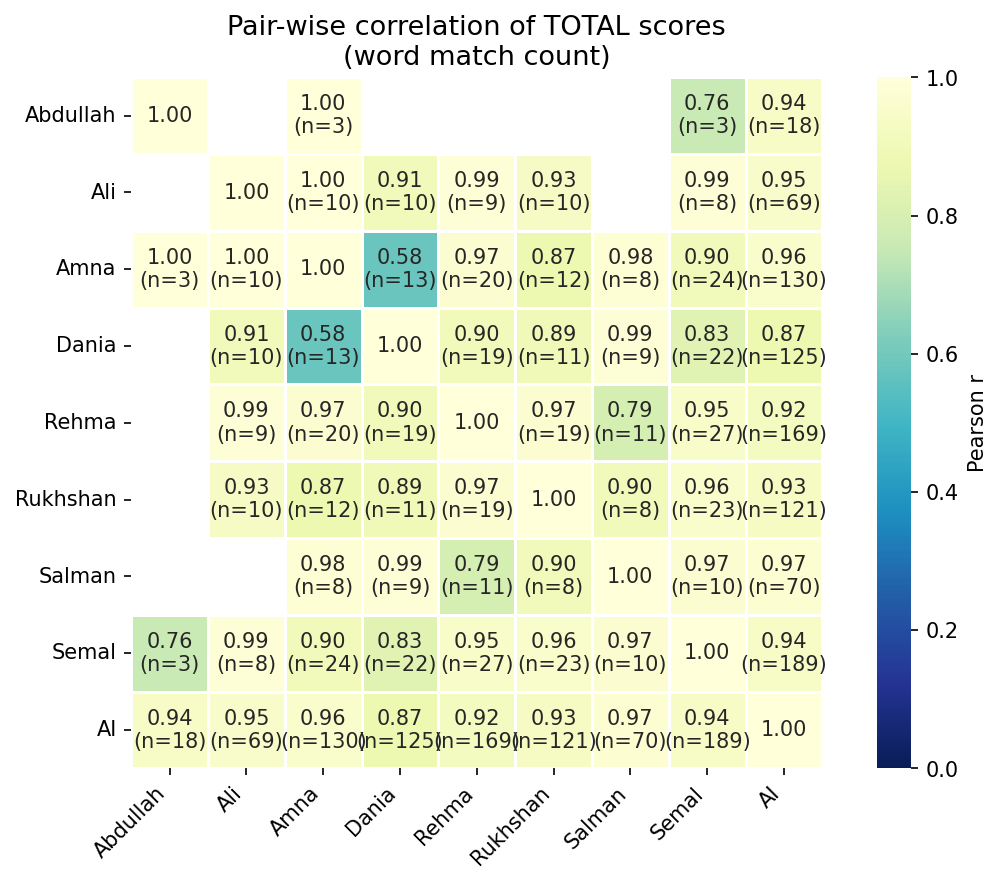 Pair-wise correlation of TOTAL scores
(word match count)
Abdullah 1.00 1.00 0.76 0.94
(n=3) (n=3) (n=18)
Ali 1.00 1.00 0.91 0.99 0.93 0.99 0.95
(n=10) (n=10) (n=9) (n=10) (n=8) (n=69)
Amna 1.00 1.00 1.00 0.58 0.97 0.87 0.98 0.90 0.96
(n=3) (n=10) (n=13) (n=20) (n=12) (n=8) (n=24) (n=130)
Dania 0.91 0.58 1.00 0.90 0.89 0.99 0.83 0.87
(n=10) (n=13) (n=19) (n=11) (n=9) (n=22) (n=125)
Rehma 0.99 0.97 0.90 1.00 0.97 0.79 0.95 0.92
(n=9) (n=20) (n=19) (n=19) (n=11) (n=27) (n=169)
Rukhshan 0.93 0.87 0.89 0.97 1.00 0.90 0.96 0.93
(n=10) (n=12) (n=11) (n=19) (n=8) (n=23) (n=121)
Salman 0.98 0.99 0.79 0.90 1.00 0.97 0.97
(n=8) (n=9) (n=11) (n=8) (n=10) (n=70)
Semal 0.76 0.99 0.90 0.83 0.95 0.96 0.97 1.00 0.94
(n=3) (n=8) (n=24) (n=22) (n=27) (n=23) (n=10) (n=189)
AI 0.94 0.95 0.96 0.87 0.92 0.93 0.97 0.94 1.00
(n=18) (n=69) (n=130) (n=125) (n=169) (n=121) (n=70) (n=189)
Abdullah Ali Amna Dania Rehma Rukhshan Salman Semal AI
1.0
0.8
0.6
0.4
0.2
0.0
Pearson r